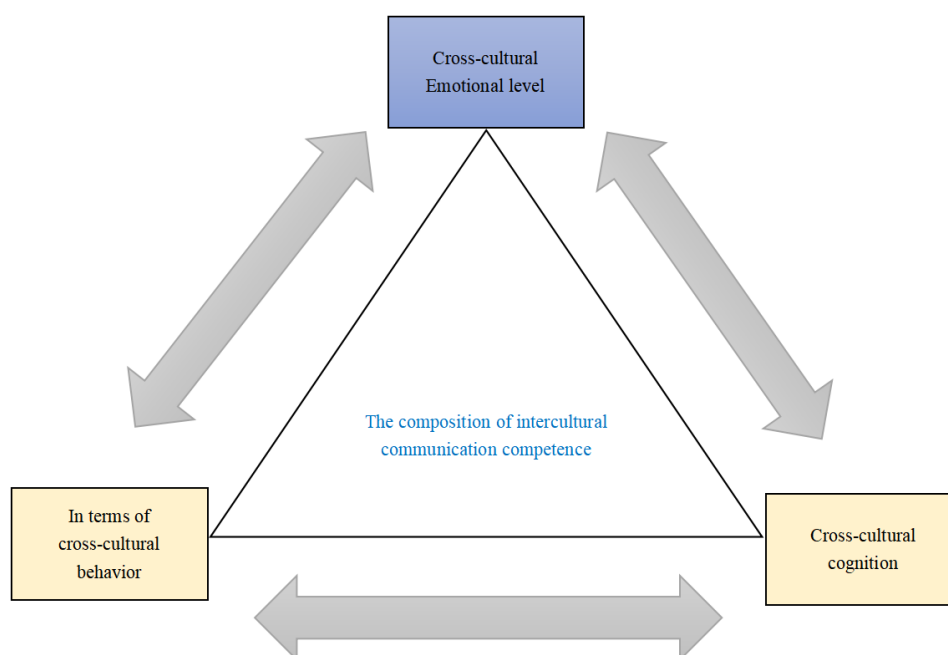 Cross-cultural
Emotional level
The composition of intercultural
communication competence
In terms of
cross-cultural
behavior
Cross-cultural
cognition